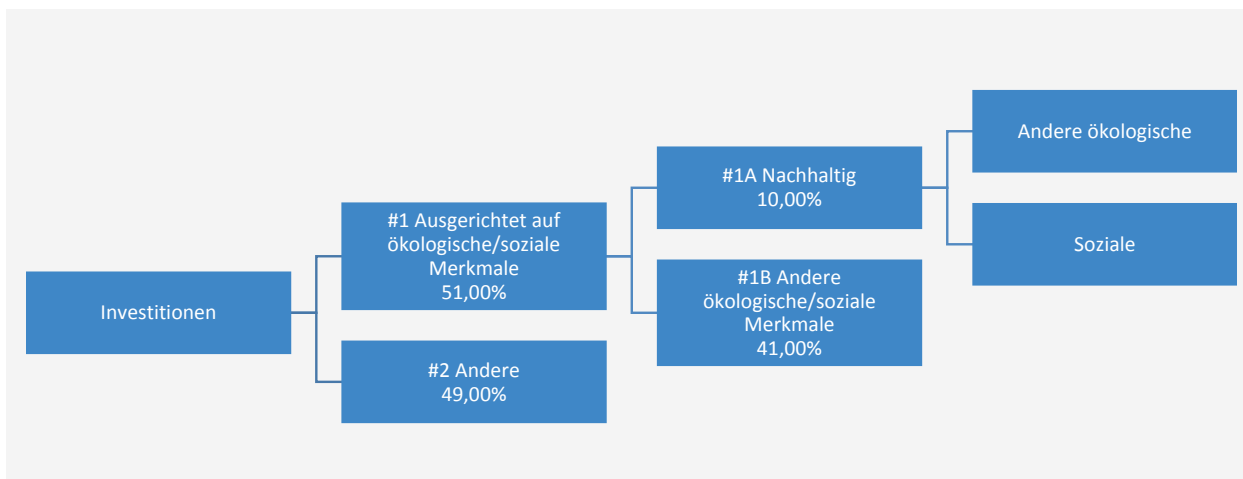 Investitionen
#1 Ausgerichtet auf
ökologische/soziale
Merkmale
51,00%
#2 Andere
49,00%
#1A Nachhaltig
10,00%
#1B Andere
ökologische/soziale
Merkmale
41,00%
Andere ökologische
Soziale